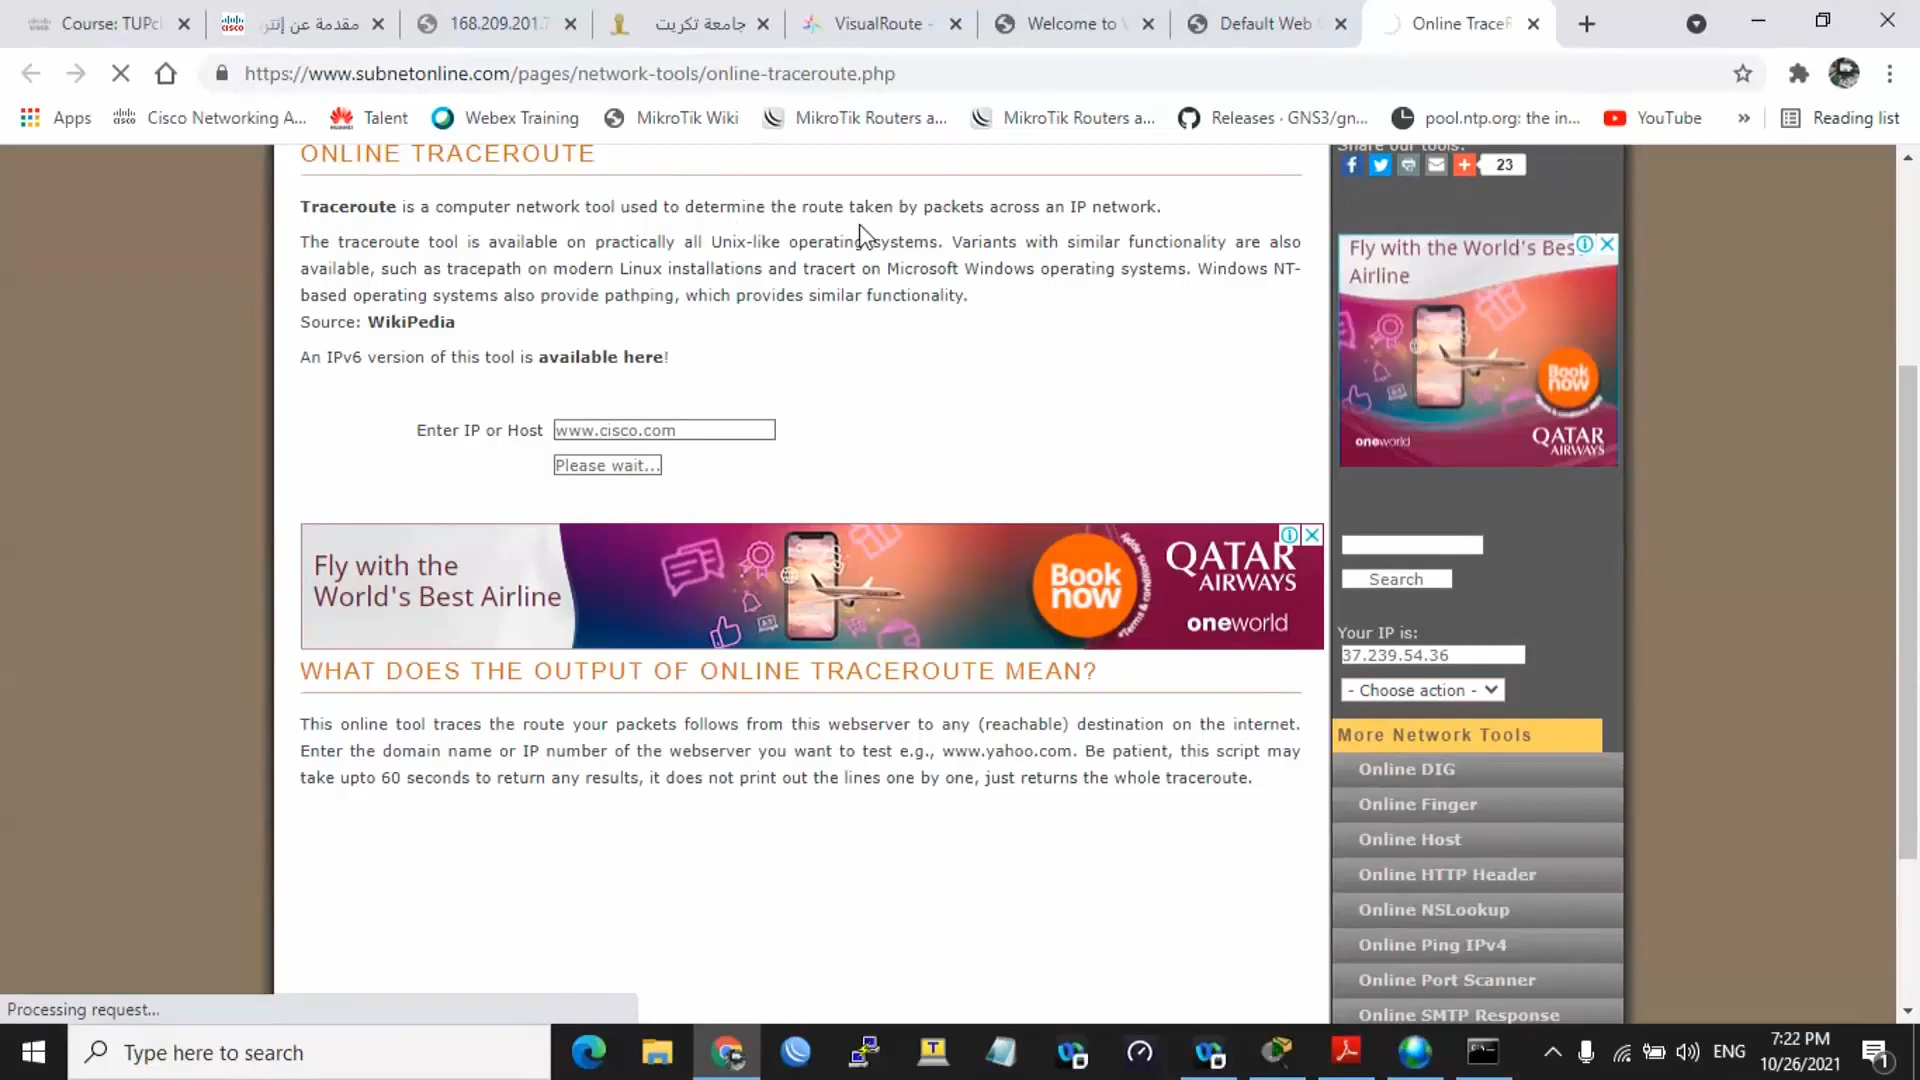 Course: TUPcl
مقدمة عن إنتر
168.209.201.7
جامعة تكريت
VisualRoute -
Welcome to
Default Web
Online TraceR
https://www.subnetonline.com/pages/network-tools/online-traceroute.php
Apps
Cisco Networking A...
Talent
Webex Training
MikroTik Wiki
MikroTik Routers a...
MikroTik Routers a...
Releases · GNS3/gn...
pool.ntp.org: the in...
YouTube
»
Reading list
ONLINE TRACEROUTE
Traceroute is a computer network tool used to determine the route taken by packets across an IP network.
The traceroute tool is available on practically all Unix-like operating systems. Variants with similar functionality are also
available, such as tracepath on modern Linux installations and tracert on Microsoft Windows operating systems. Windows NT-
based operating systems also provide pathping, which provides similar functionality.
Source: WikiPedia
An IPv6 version of this tool is available here!
Enter IP or Host
www.cisco.com
Please wait...
Fly with the
World's Best Airline
Book
now
*Terms & conditions apply
QATAR
AIRWAYS
oneworld
WHAT DOES THE OUTPUT OF ONLINE TRACEROUTE MEAN?
This online tool traces the route your packets follows from this webserver to any (reachable) destination on the internet.
Enter the domain name or IP number of the webserver you want to test e.g., www.yahoo.com. Be patient, this script may
take upto 60 seconds to return any results, it does not print out the lines one by one, just returns the whole traceroute.
Share our tools:
23
Fly with the World's Bes
Airline
Book
now
oneworld
QATAR
AIRWAYS
Search
Your IP is:
37.239.54.36
- Choose action -
More Network Tools
Online DIG
Online Finger
Online Host
Online HTTP Header
Online NSLookup
Online Ping IPv4
Online Port Scanner
Online SMTP Response
Processing request...
Type here to search
ENG
7:22 PM
10/26/2021
1